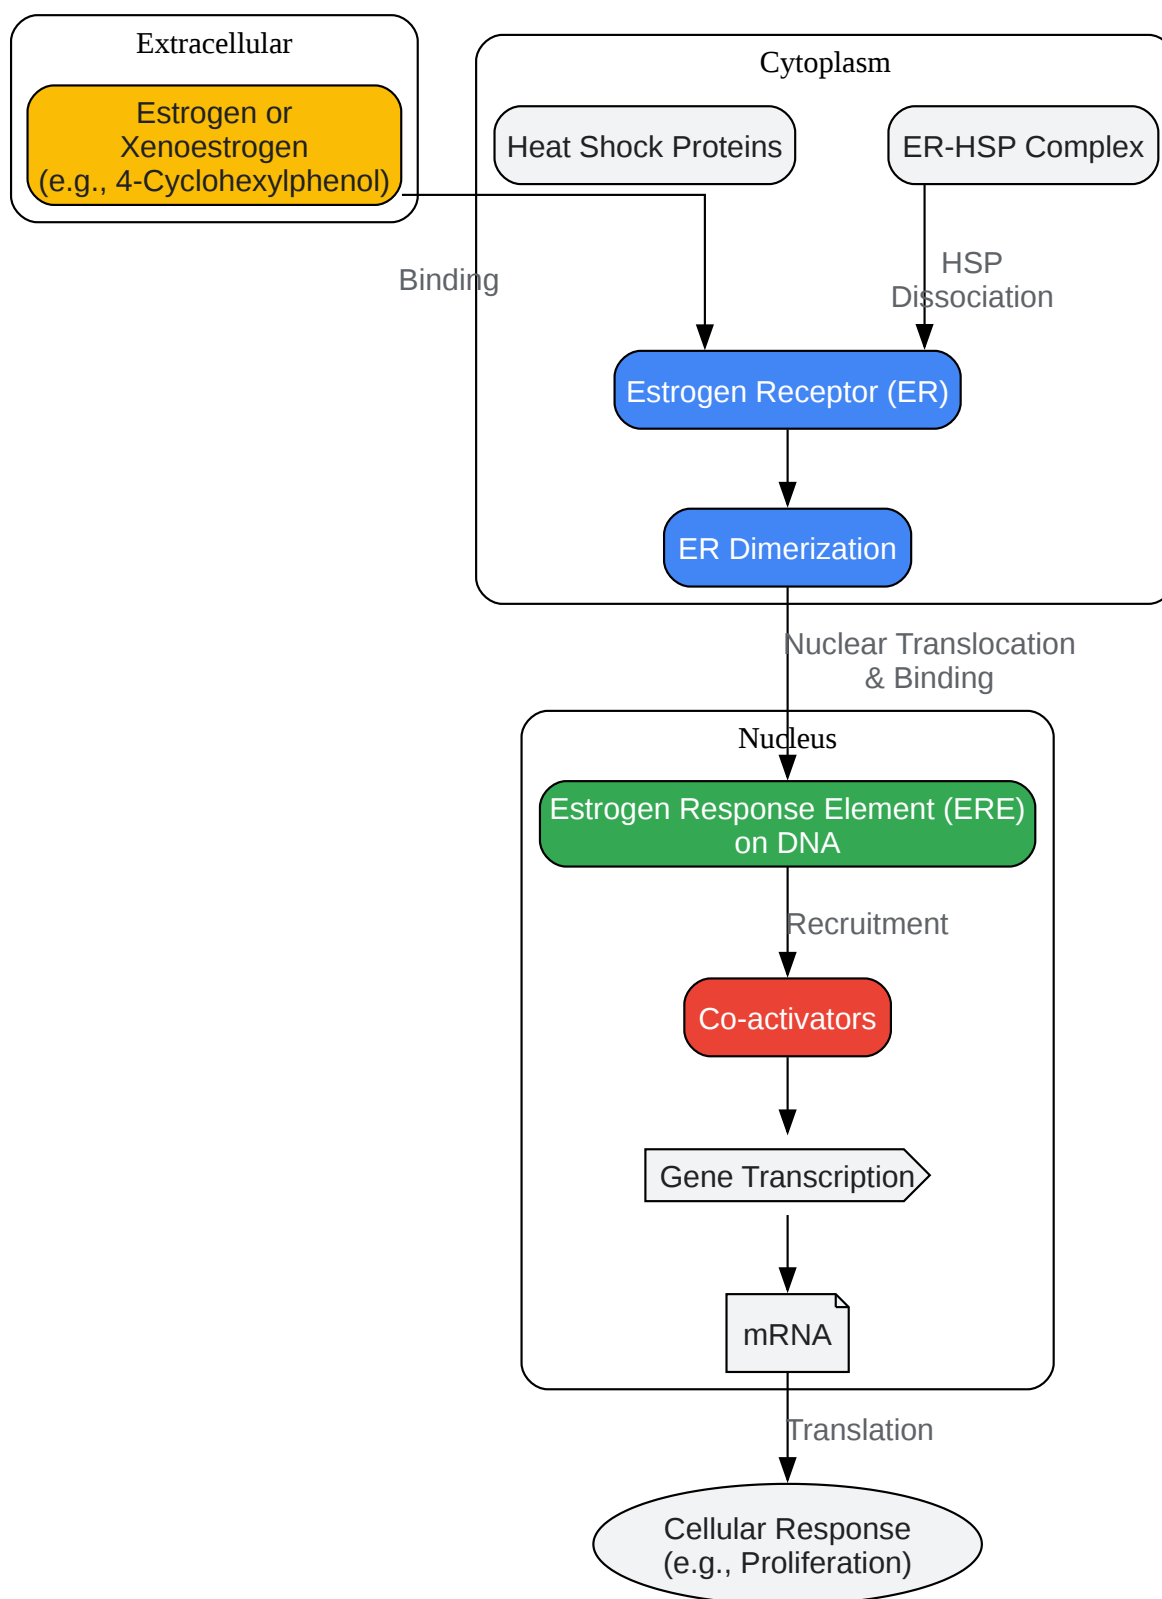 Extracellular
Estrogen or
Xenoestrogen
(e.g., 4-Cyclohexylphenol)
Cytoplasm
Heat Shock Proteins
ER-HSP Complex
Binding
HSP
Dissociation
Estrogen Receptor (ER)
ER Dimerization
Nuclear Translocation
& Binding
Nucleus
Estrogen Response Element (ERE)
on DNA
Recruitment
Co-activators
Gene Transcription
mRNA
Translation
Cellular Response
(e.g., Proliferation)